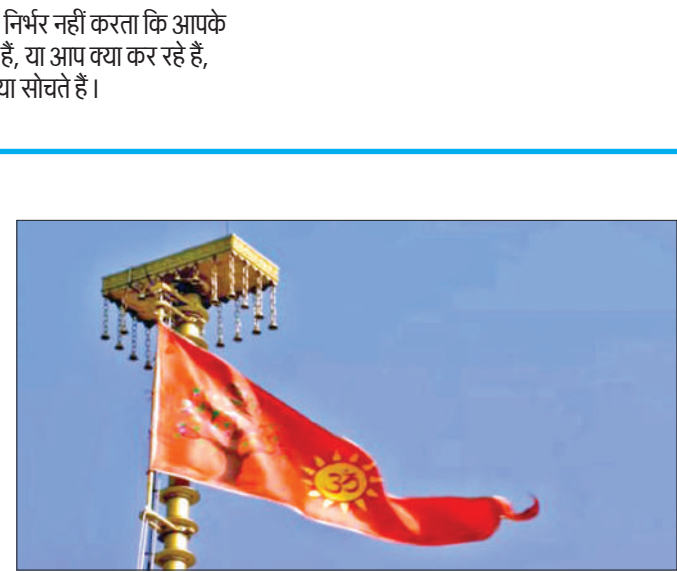 निर्भर नहीं करता कि आपके
हैं, या आप क्या कर रहे हैं,
या सोचते हैं।
ॐ